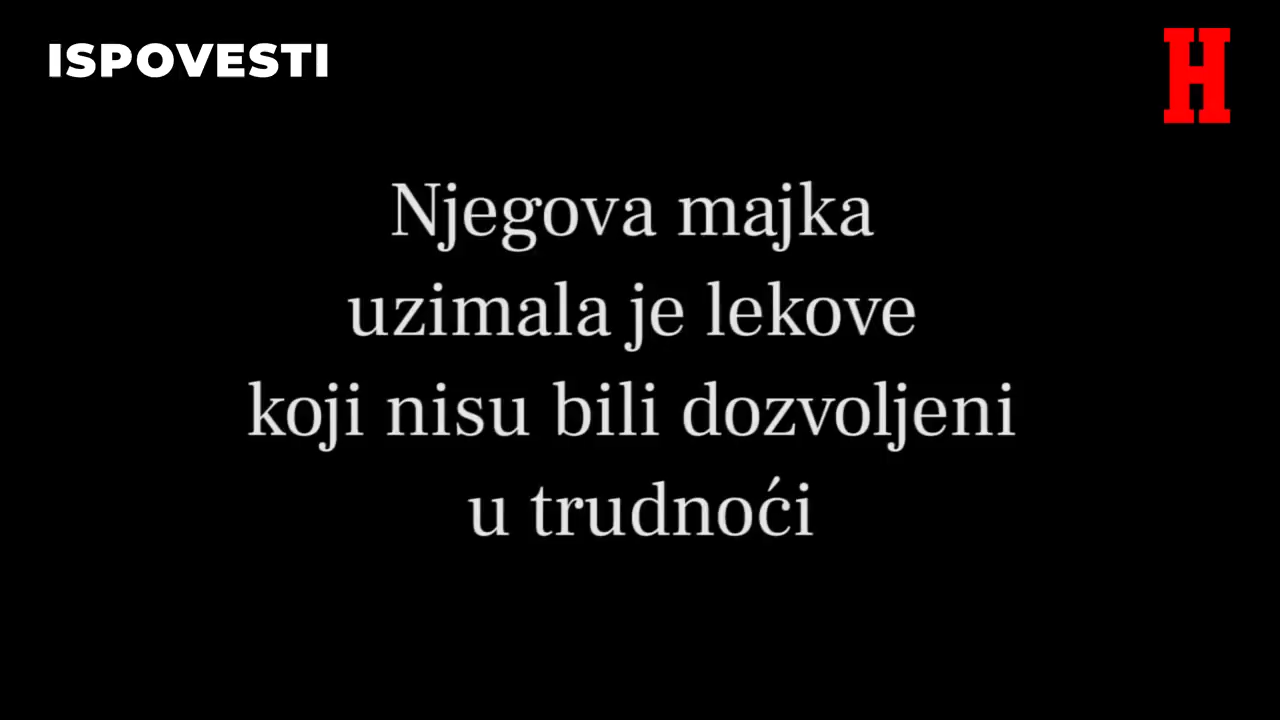 ISPOVESTI
H
Njegova majka
uzimala je lekove
koji nisu bili dozvoljeni
u trudnoći